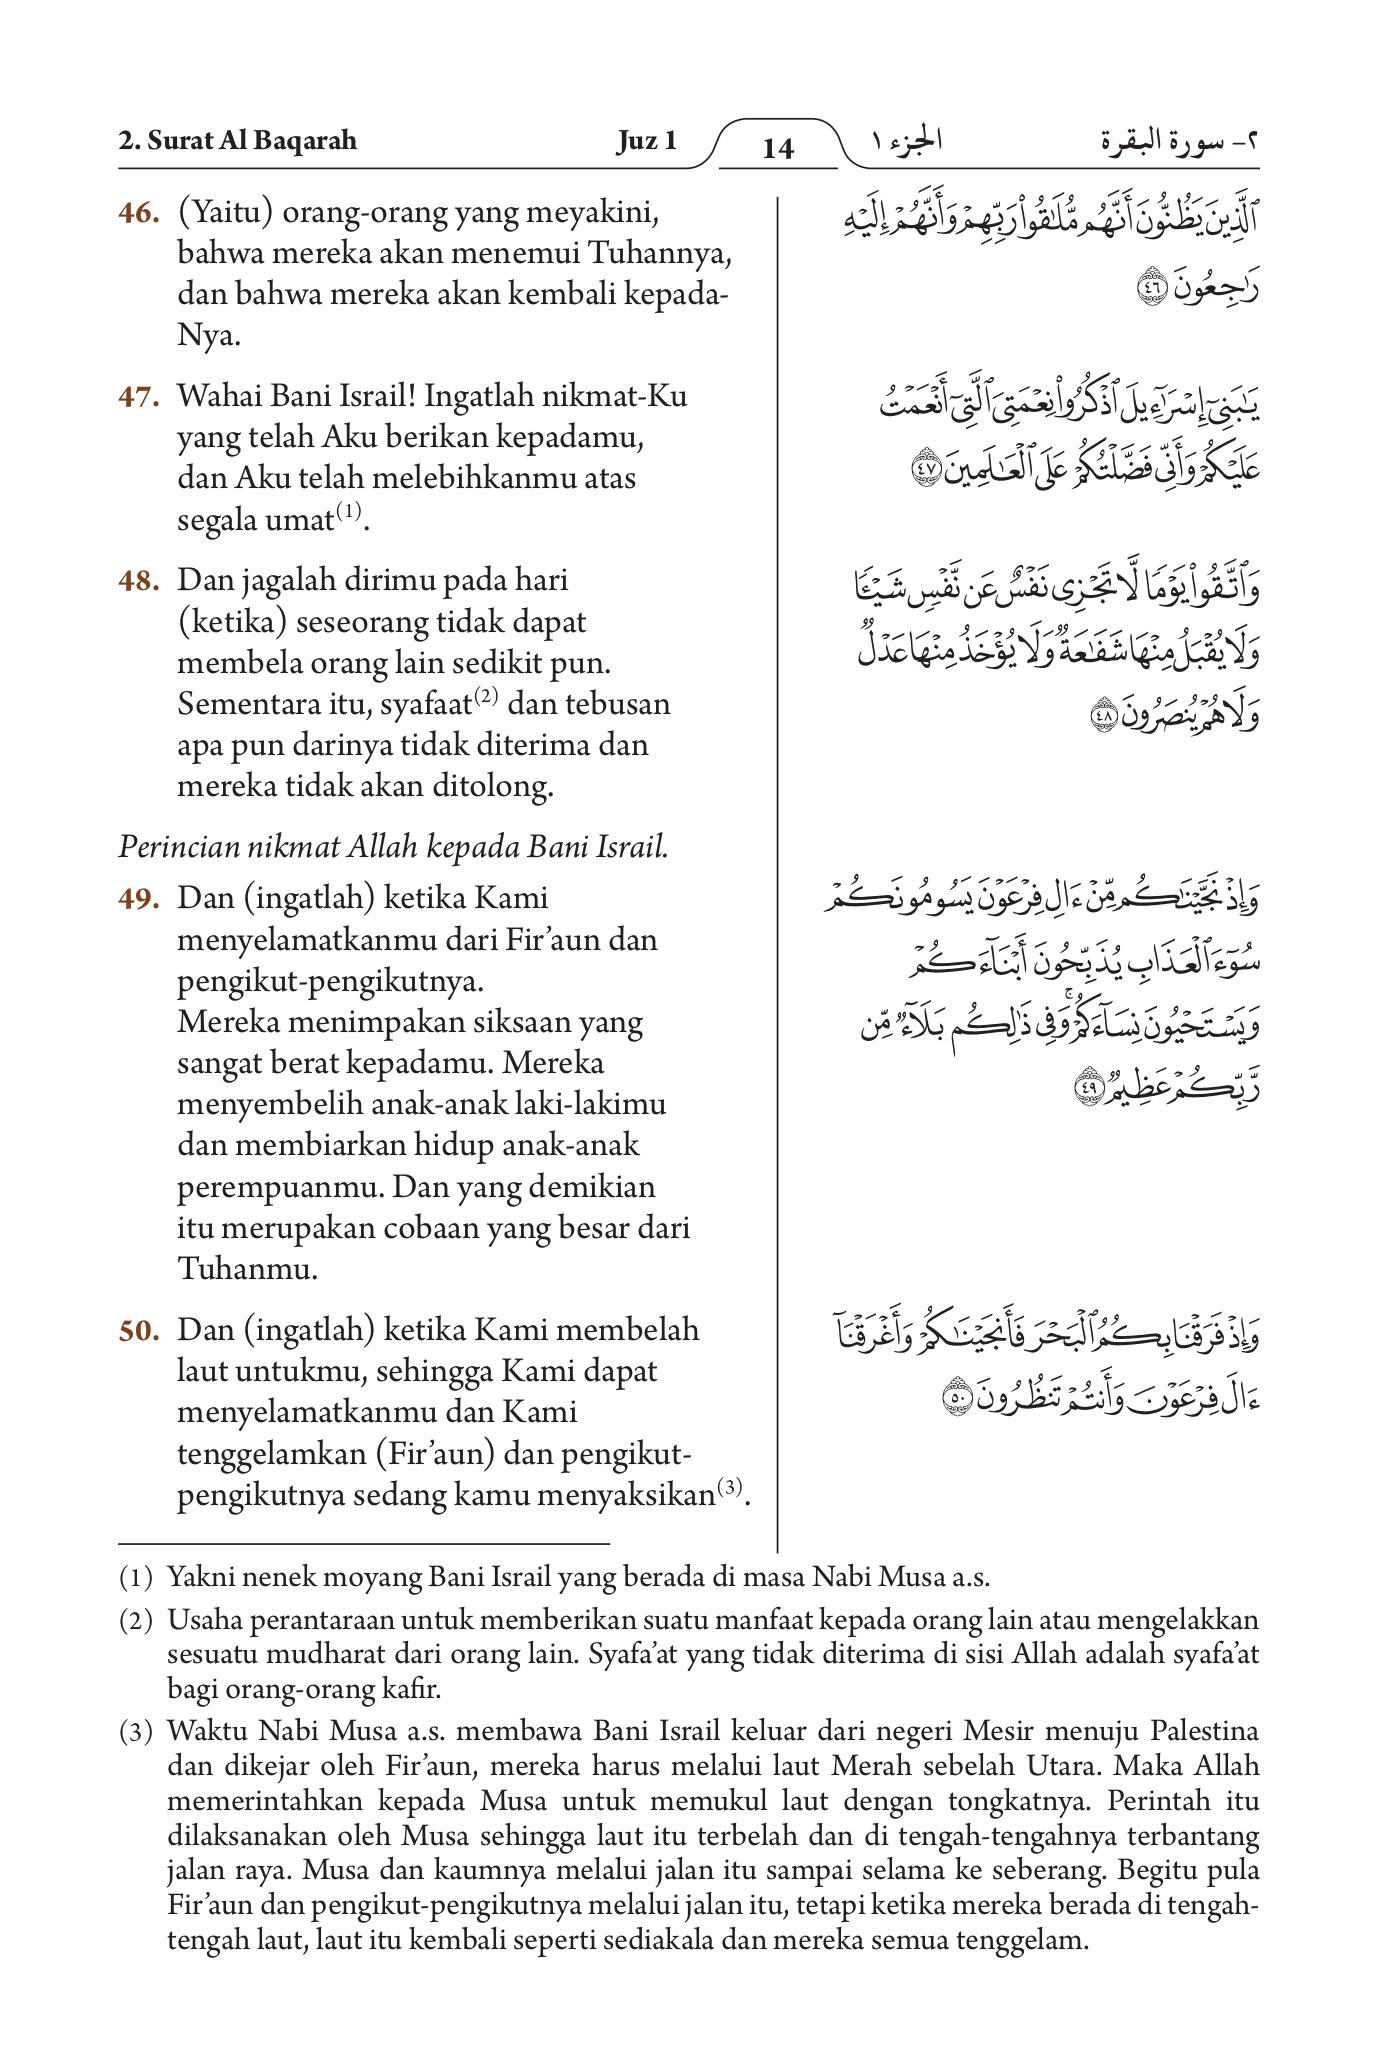 2. Surat Al Baqarah
Juz 1
14
الجزء ١
٢- سورة البقرة
46. (Yaitu) orang-orang yang meyakini,
bahwa mereka akan menemui Tuhannya,
dan bahwa mereka akan kembali kepada-
Nya.
ٱلَّذِينَ يَظُنُّونَ أَنَّهُم مُّلَٰقُواْ رَبِّهِمۡ وَأَنَّهُمۡ إِلَيۡهِ
رَٰجِعُونَ ٤٦
47. Wahai Bani Israil! Ingatlah nikmat-Ku
yang telah Aku berikan kepadamu,
dan Aku telah melebihkanmu atas
segala umat(1).
يَٰبَنِيٓ إِسۡرَٰٓءِيلَ ٱذۡكُرُواْ نِعۡمَتِيَ ٱلَّتِيٓ أَنۡعَمۡتُ
عَلَيۡكُمۡ وَأَنِّي فَضَّلۡتُكُمۡ عَلَى ٱلۡعَٰلَمِينَ ٤٧
48. Dan jagalah dirimu pada hari
(ketika) seseorang tidak dapat
membela orang lain sedikit pun.
Sementara itu, syafaat(2) dan tebusan
apa pun darinya tidak diterima dan
mereka tidak akan ditolong.
وَٱتَّقُواْ يَوۡمٗا لَّا تَجۡزِي نَفۡسٌ عَن نَّفۡسٖ شَيۡـٔٗا
وَلَا يُقۡبَلُ مِنۡهَا شَفَٰعَةٞ وَلَا يُؤۡخَذُ مِنۡهَا عَدۡلٞ
وَلَا هُمۡ يُنصَرُونَ ٤٨
Perincian nikmat Allah kepada Bani Israil.
49. Dan (ingatlah) ketika Kami
menyelamatkanmu dari Fir’aun dan
pengikut-pengikutnya.
Mereka menimpakan siksaan yang
sangat berat kepadamu. Mereka
menyembelih anak-anak laki-lakimu
dan membiarkan hidup anak-anak
perempuanmu. Dan yang demikian
itu merupakan cobaan yang besar dari
Tuhanmu.
وَإِذۡ نَجَّيۡنَٰكُم مِّنۡ ءَالِ فِرۡعَوۡنَ يَسُومُونَكُمۡ
سُوٓءَ ٱلۡعَذَابِ يُذَبِّحُونَ أَبۡنَآءَكُمۡ
وَيَسۡتَحۡيُونَ نِسَآءَكُمۡۚ وَفِي ذَٰلِكُم بَلَآءٞ مِّن
رَّبِّكُمۡ عَظِيمٞ ٤٩
50. Dan (ingatlah) ketika Kami membelah
laut untukmu, sehingga Kami dapat
menyelamatkanmu dan Kami
tenggelamkan (Fir’aun) dan pengikut-
pengikutnya sedang kamu menyaksikan(3).
وَإِذۡ فَرَقۡنَا بِكُمُ ٱلۡبَحۡرَ فَأَنجَيۡنَٰكُمۡ وَأَغۡرَقۡنَآ
ءَالَ فِرۡعَوۡنَ وَأَنتُمۡ تَنظُرُونَ ٥٠
(1) Yakni nenek moyang Bani Israil yang berada di masa Nabi Musa a.s.
(2) Usaha perantaraan untuk memberikan suatu manfaat kepada orang lain atau mengelakkan
sesuatu mudharat dari orang lain. Syafa’at yang tidak diterima di sisi Allah adalah syafa’at
bagi orang-orang kafir.
(3) Waktu Nabi Musa a.s. membawa Bani Israil keluar dari negeri Mesir menuju Palestina
dan dikejar oleh Fir’aun, mereka harus melalui laut Merah sebelah Utara. Maka Allah
memerintahkan kepada Musa untuk memukul laut dengan tongkatnya. Perintah itu
dilaksanakan oleh Musa sehingga laut itu terbelah dan di tengah-tengahnya terbantang
jalan raya. Musa dan kaumnya melalui jalan itu sampai selama ke seberang. Begitu pula
Fir’aun dan pengikut-pengikutnya melalui jalan itu, tetapi ketika mereka berada di tengah-
tengah laut, laut itu kembali seperti sediakala dan mereka semua tenggelam.